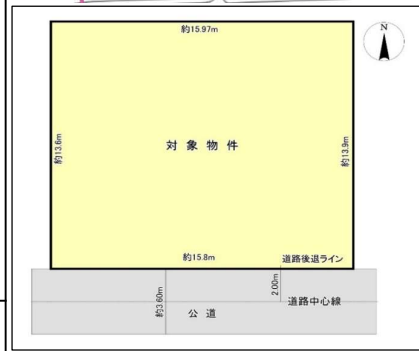 約15.97m
N
約13.6m
対象物件
約13.9m
約15.8m
道路後退ライン
約3.60m
2.00m
道路中心線
公道